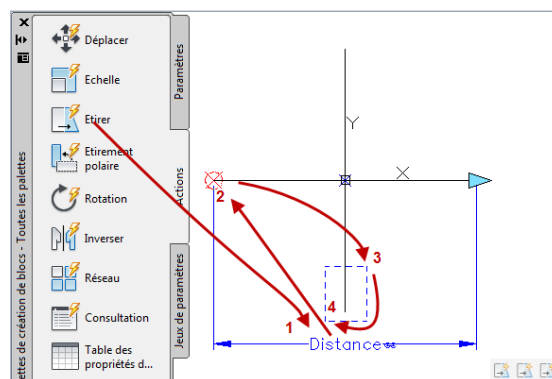 Déplacer
Echelle
Etirer
Etirement
polaire
Rotation
Inverser
Réseau
Consultation
Table des
propriétés d...
Paramètres
Actions
Jeux de paramètres
ettes de création de blocs - Toutes les palettes
Y
X
2
3
4
1
Distance